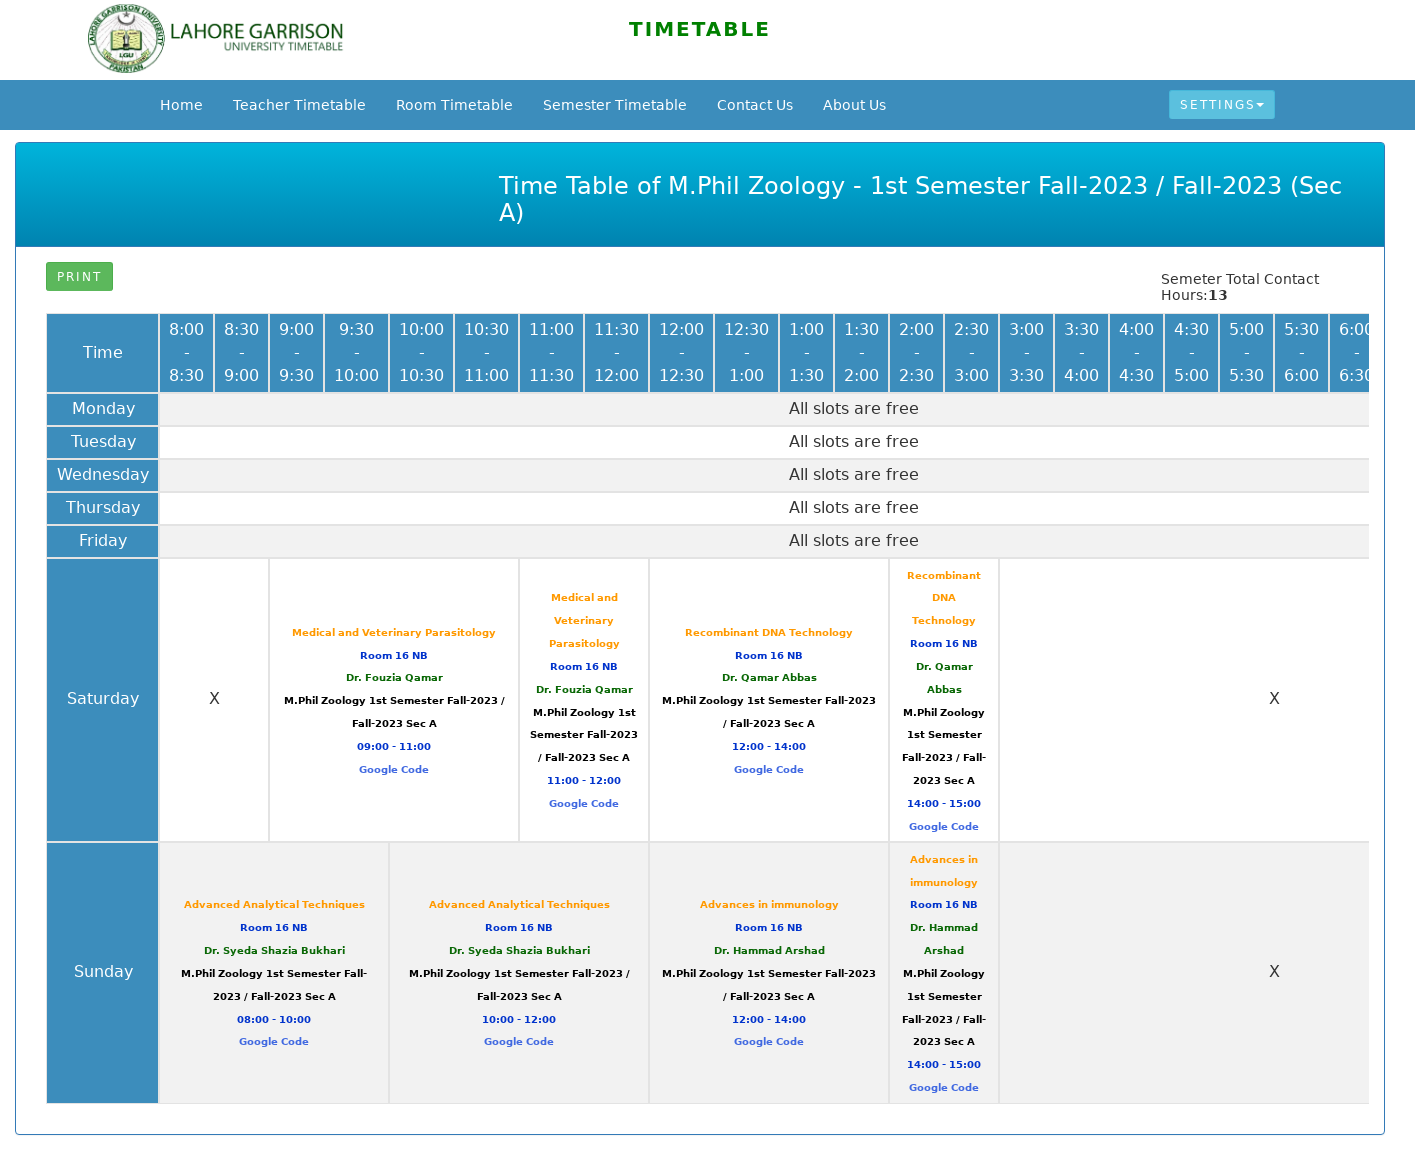 LAHORE GARRISON UNIVERSITY
LGU
PAKISTAN
LAHORE GARRISON
UNIVERSITY TIMETABLE
TIMETABLE
Home Teacher Timetable Room Timetable Semester Timetable Contact Us About Us SETTINGS
Time Table of M.Phil Zoology - 1st Semester Fall-2023 / Fall-2023 (Sec
A)
PRINT
Semeter Total Contact
Hours:13
Time
8:00
-
8:30
8:30
-
9:00
9:00
-
9:30
9:30
-
10:00
10:00
-
10:30
10:30
-
11:00
11:00
-
11:30
11:30
-
12:00
12:00
-
12:30
12:30
-
1:00
1:00
-
1:30
1:30
-
2:00
2:00
-
2:30
2:30
-
3:00
3:00
-
3:30
3:30
-
4:00
4:00
-
4:30
4:30
-
5:00
5:00
-
5:30
5:30
-
6:00
6:00
-
6:30
Monday All slots are free
Tuesday All slots are free
Wednesday All slots are free
Thursday All slots are free
Friday All slots are free
Saturday
X
Medical and Veterinary Parasitology
Room 16 NB
Dr. Fouzia Qamar
M.Phil Zoology 1st Semester Fall-2023 /
Fall-2023 Sec A
09:00 - 11:00
Google Code
Medical and
Veterinary
Parasitology
Room 16 NB
Dr. Fouzia Qamar
M.Phil Zoology 1st
Semester Fall-2023
/ Fall-2023 Sec A
11:00 - 12:00
Google Code
Recombinant DNA Technology
Room 16 NB
Dr. Qamar Abbas
M.Phil Zoology 1st Semester Fall-2023
/ Fall-2023 Sec A
12:00 - 14:00
Google Code
Recombinant
DNA
Technology
Room 16 NB
Dr. Qamar
Abbas
M.Phil Zoology
1st Semester
Fall-2023 / Fall-
2023 Sec A
14:00 - 15:00
Google Code
X
Sunday
Advanced Analytical Techniques
Room 16 NB
Dr. Syeda Shazia Bukhari
M.Phil Zoology 1st Semester Fall-
2023 / Fall-2023 Sec A
08:00 - 10:00
Google Code
Advanced Analytical Techniques
Room 16 NB
Dr. Syeda Shazia Bukhari
M.Phil Zoology 1st Semester Fall-2023 /
Fall-2023 Sec A
10:00 - 12:00
Google Code
Advances in immunology
Room 16 NB
Dr. Hammad Arshad
M.Phil Zoology 1st Semester Fall-2023
/ Fall-2023 Sec A
12:00 - 14:00
Google Code
Advances in
immunology
Room 16 NB
Dr. Hammad
Arshad
M.Phil Zoology
1st Semester
Fall-2023 / Fall-
2023 Sec A
14:00 - 15:00
Google Code
X